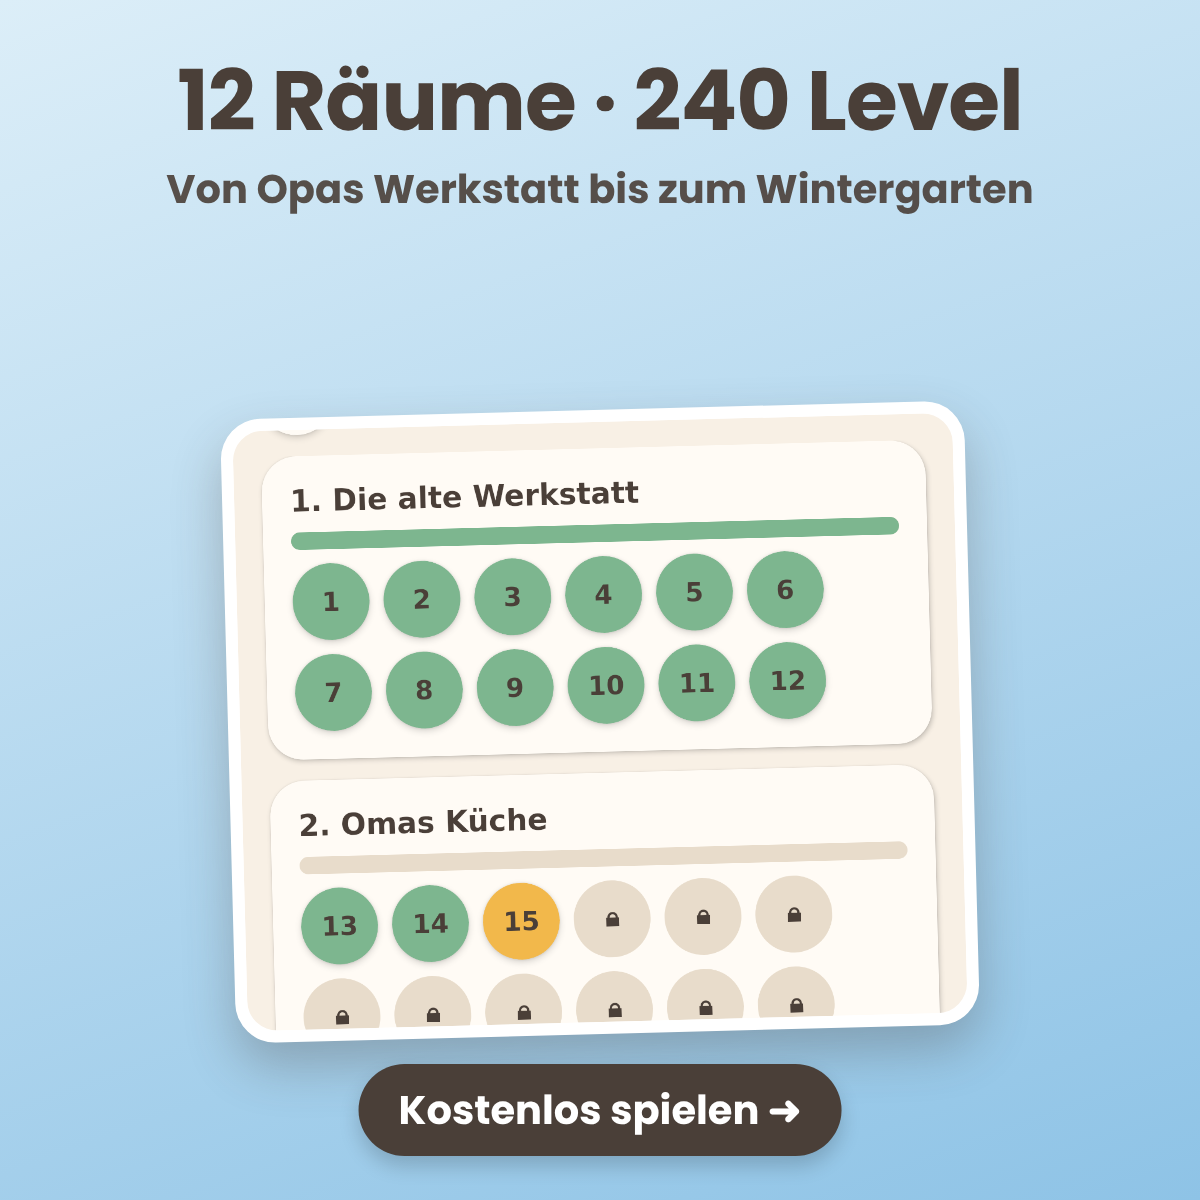 12 Räume · 240 Level
Von Opas Werkstatt bis zum Wintergarten
1. Die alte Werkstatt
1 2 3 4 5 6
7 8 9 10 11 12
2. Omas Küche
13 14 15
Kostenlos spielen ➜